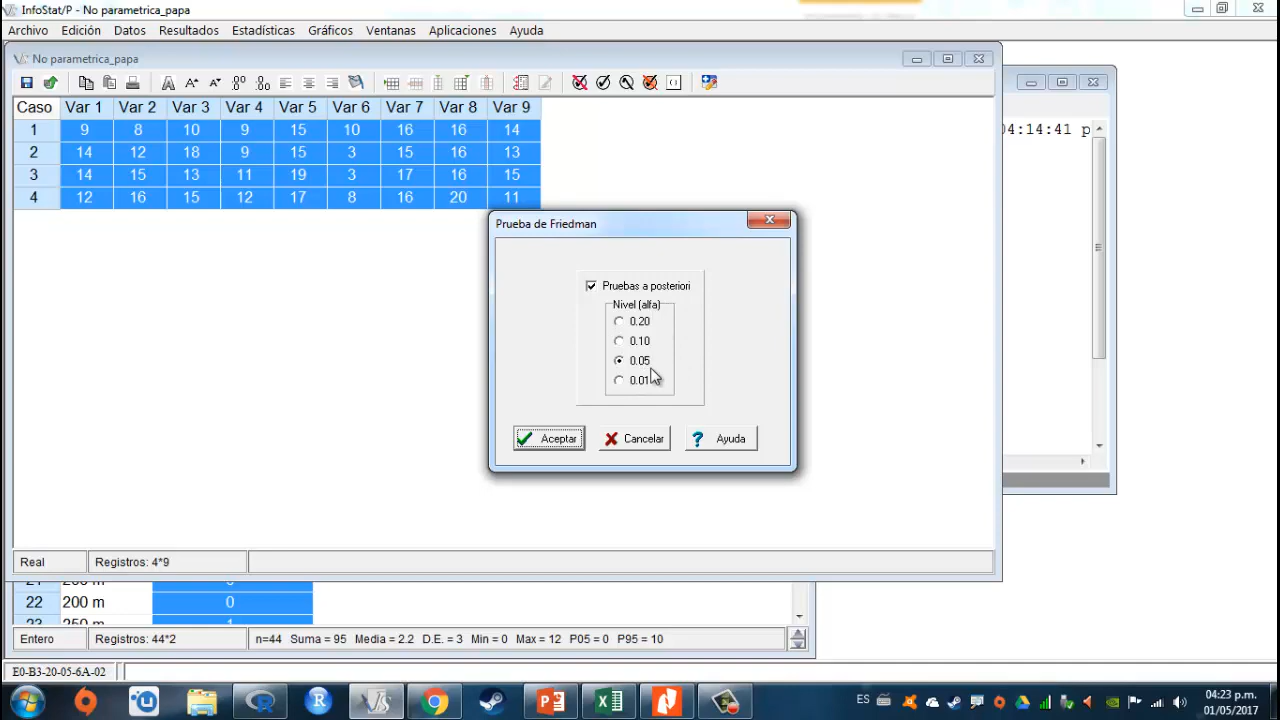 InfoStat/P - No parametrica_papa
Archivo Edición Datos Resultados Estadísticas Gráficos Ventanas Aplicaciones Ayuda
No parametrica_papa
Caso Var 1 Var 2 Var 3 Var 4 Var 5 Var 6 Var 7 Var 8 Var 9
1 9 8 10 9 15 10 16 16 14
04:14:41 p
2 14 12 18 9 15 3 15 16 13
3 14 15 13 11 19 3 17 16 15
4 12 16 15 12 17 8 16 20 11
Prueba de Friedman
Pruebas a posteriori
Nivel (alfa)
0.20
0.10
0.05
0.01
Aceptar Cancelar Ayuda
Real Registros: 4*9
22 200 m 0
Entero Registros: 44*2 n=44 Suma = 95 Media = 2.2 D.E. = 3 Min = 0 Max = 12 P05 = 0 P95 = 10
E0-B3-20-05-6A-02
ES 04:23 p.m.
01/05/2017